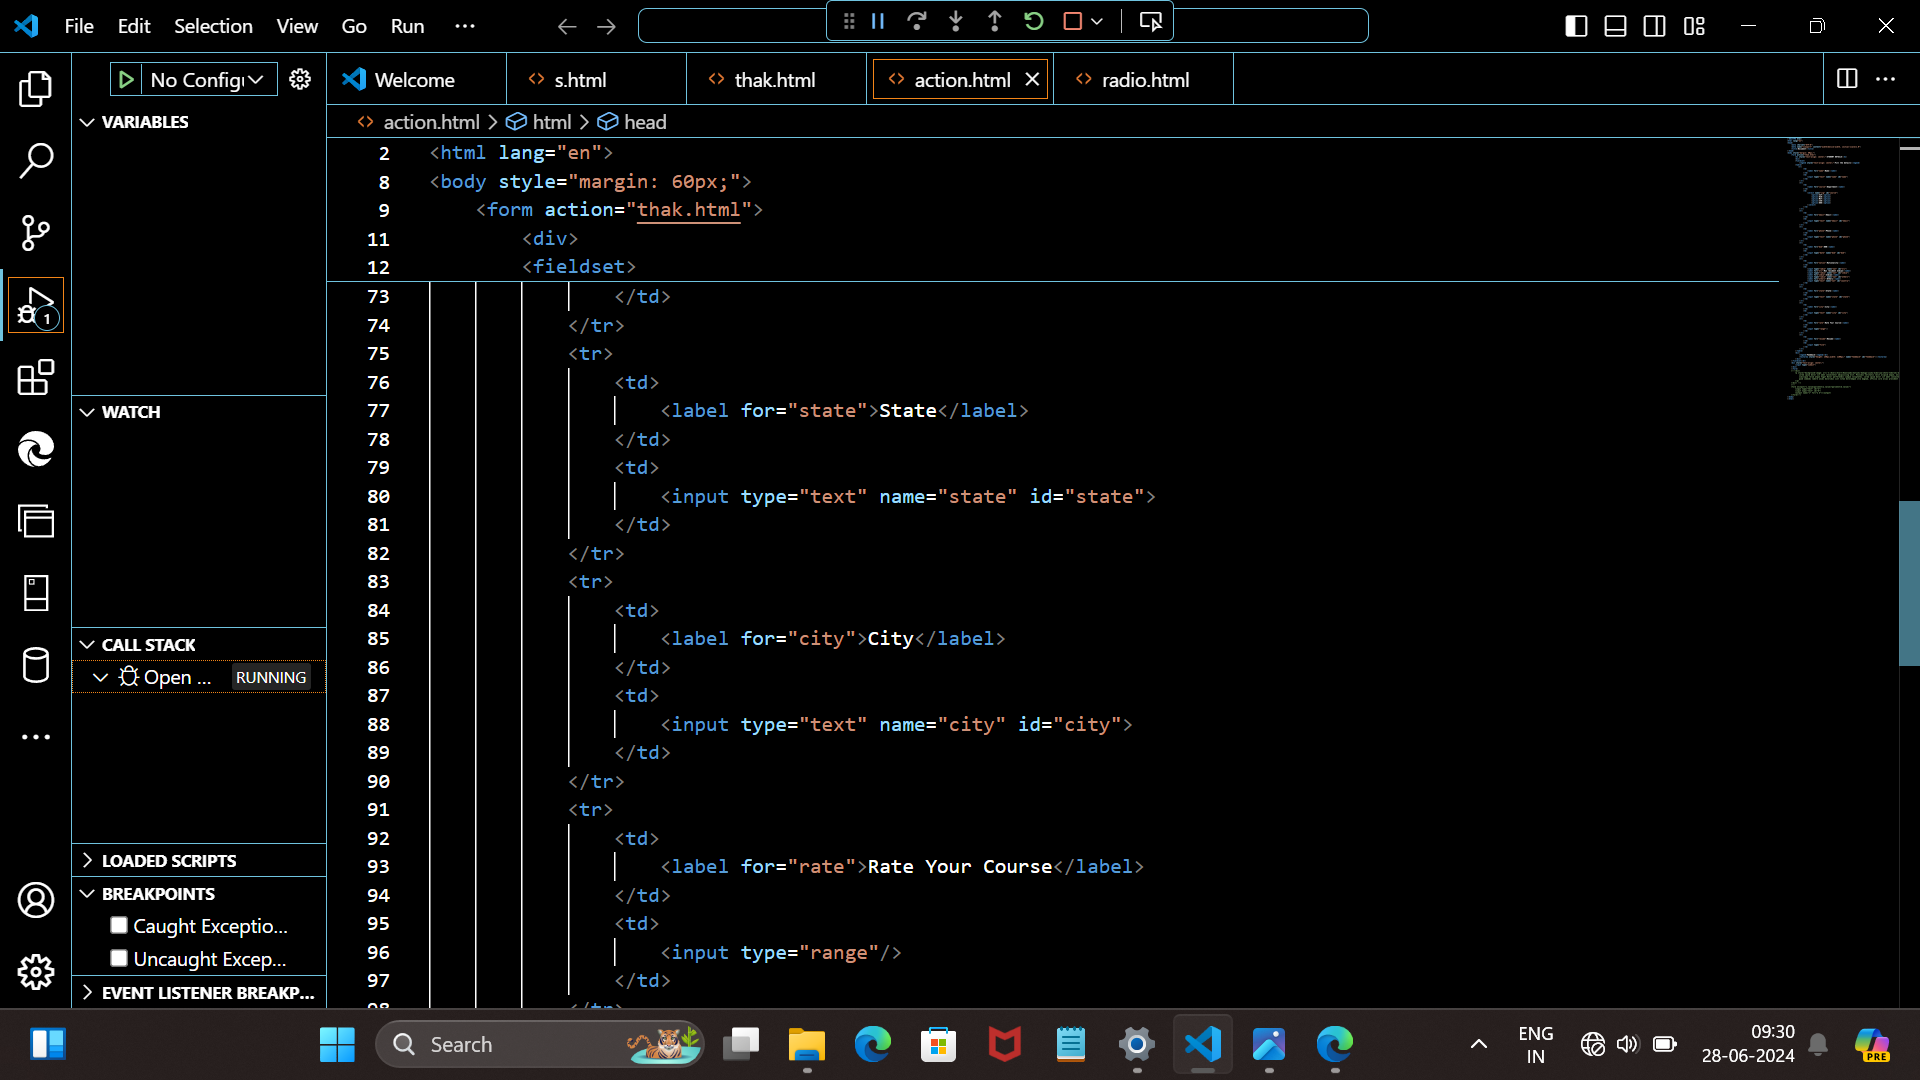 File Edit Selection View Go Run ···
No Configu
Welcome
s.html
thak.html
action.html
radio.html
action.html > html > head
VARIABLES
WATCH
CALL STACK
Open ... RUNNING
LOADED SCRIPTS
BREAKPOINTS
Caught Exceptio...
Uncaught Excep...
EVENT LISTENER BREAKP...
1
2 <html lang="en">
8 <body style="margin: 60px;">
9 <form action="thak.html">
11 <div>
12 <fieldset>
73 </td>
74 </tr>
75 <tr>
76 <td>
77 <label for="state">State</label>
78 </td>
79 <td>
80 <input type="text" name="state" id="state">
81 </td>
82 </tr>
83 <tr>
84 <td>
85 <label for="city">City</label>
86 </td>
87 <td>
88 <input type="text" name="city" id="city">
89 </td>
90 </tr>
91 <tr>
92 <td>
93 <label for="rate">Rate Your Course</label>
94 </td>
95 <td>
96 <input type="range"/>
97 </td>
98 </tr>
Search
ENG
IN
09:30
28-06-2024
PRE